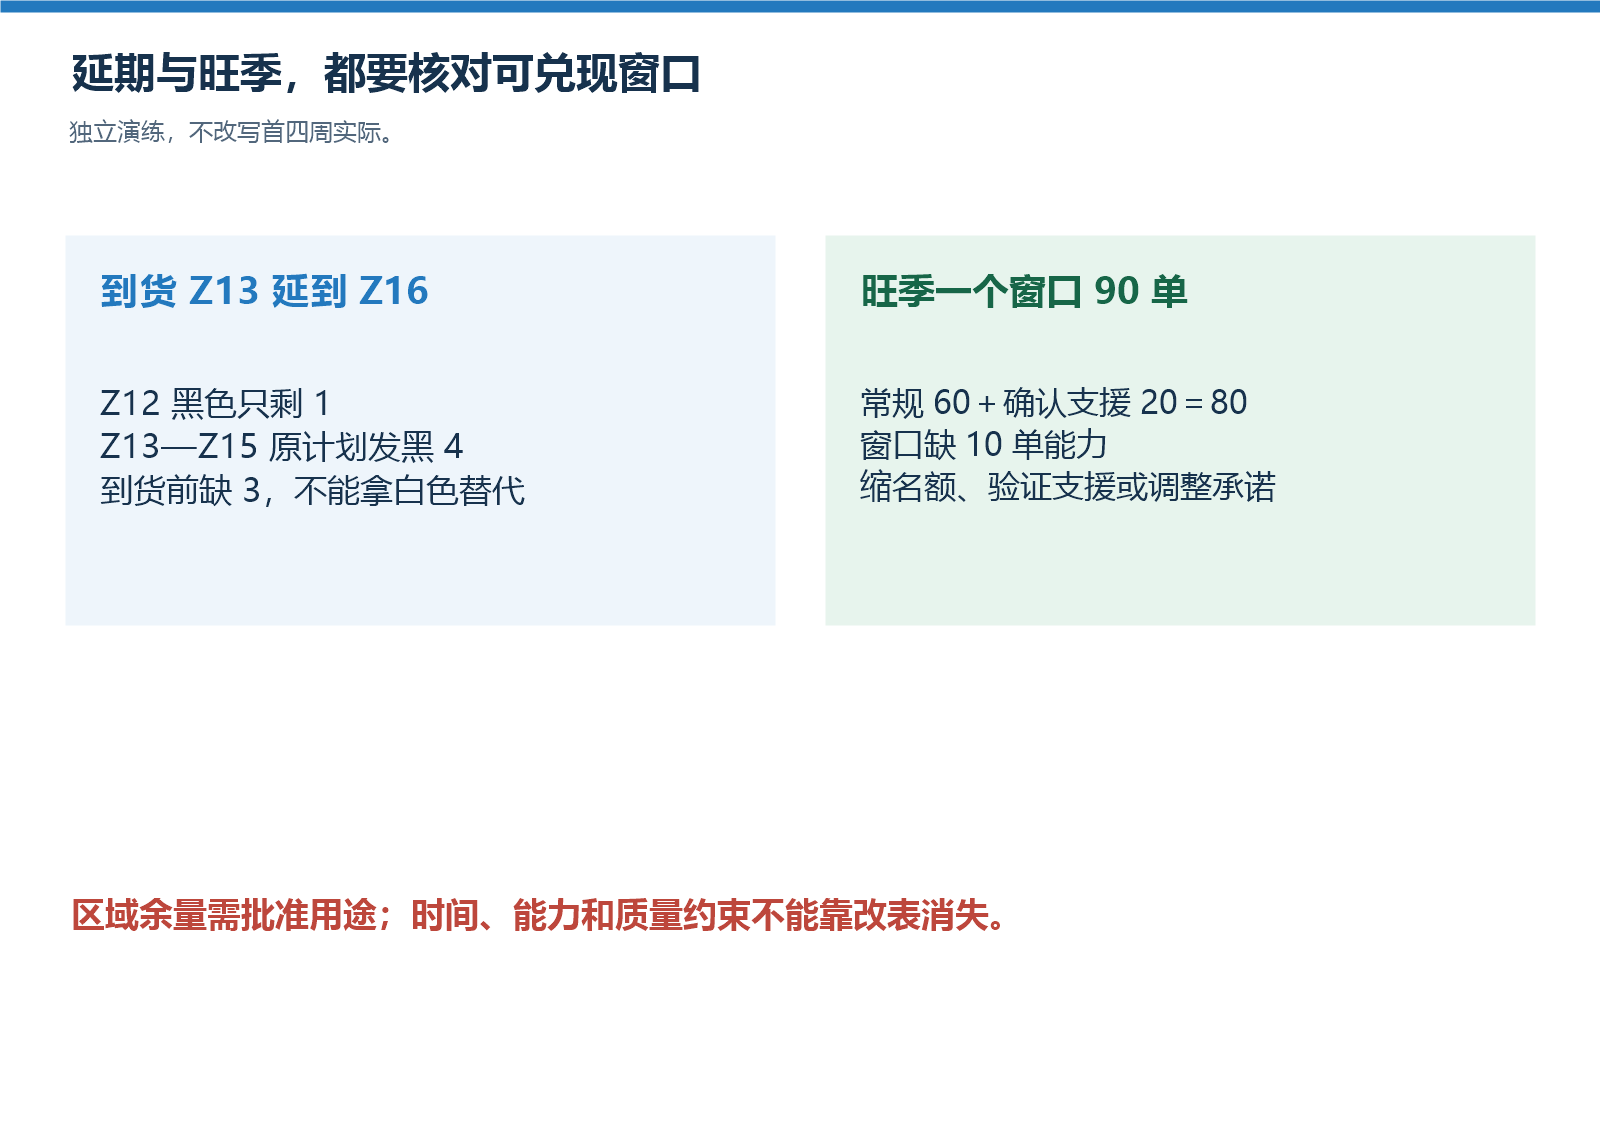 延期与旺季，都要核对可兑现窗口
独立演练，不改写首四周实际。
到货 Z13 延到 Z16
Z12 黑色只剩 1
Z13—Z15 原计划发黑 4
到货前缺 3，不能拿白色替代
旺季一个窗口 90 单
常规 60＋确认支援 20＝80
窗口缺 10 单能力
缩名额、验证支援或调整承诺
区域余量需批准用途；时间、能力和质量约束不能靠改表消失。